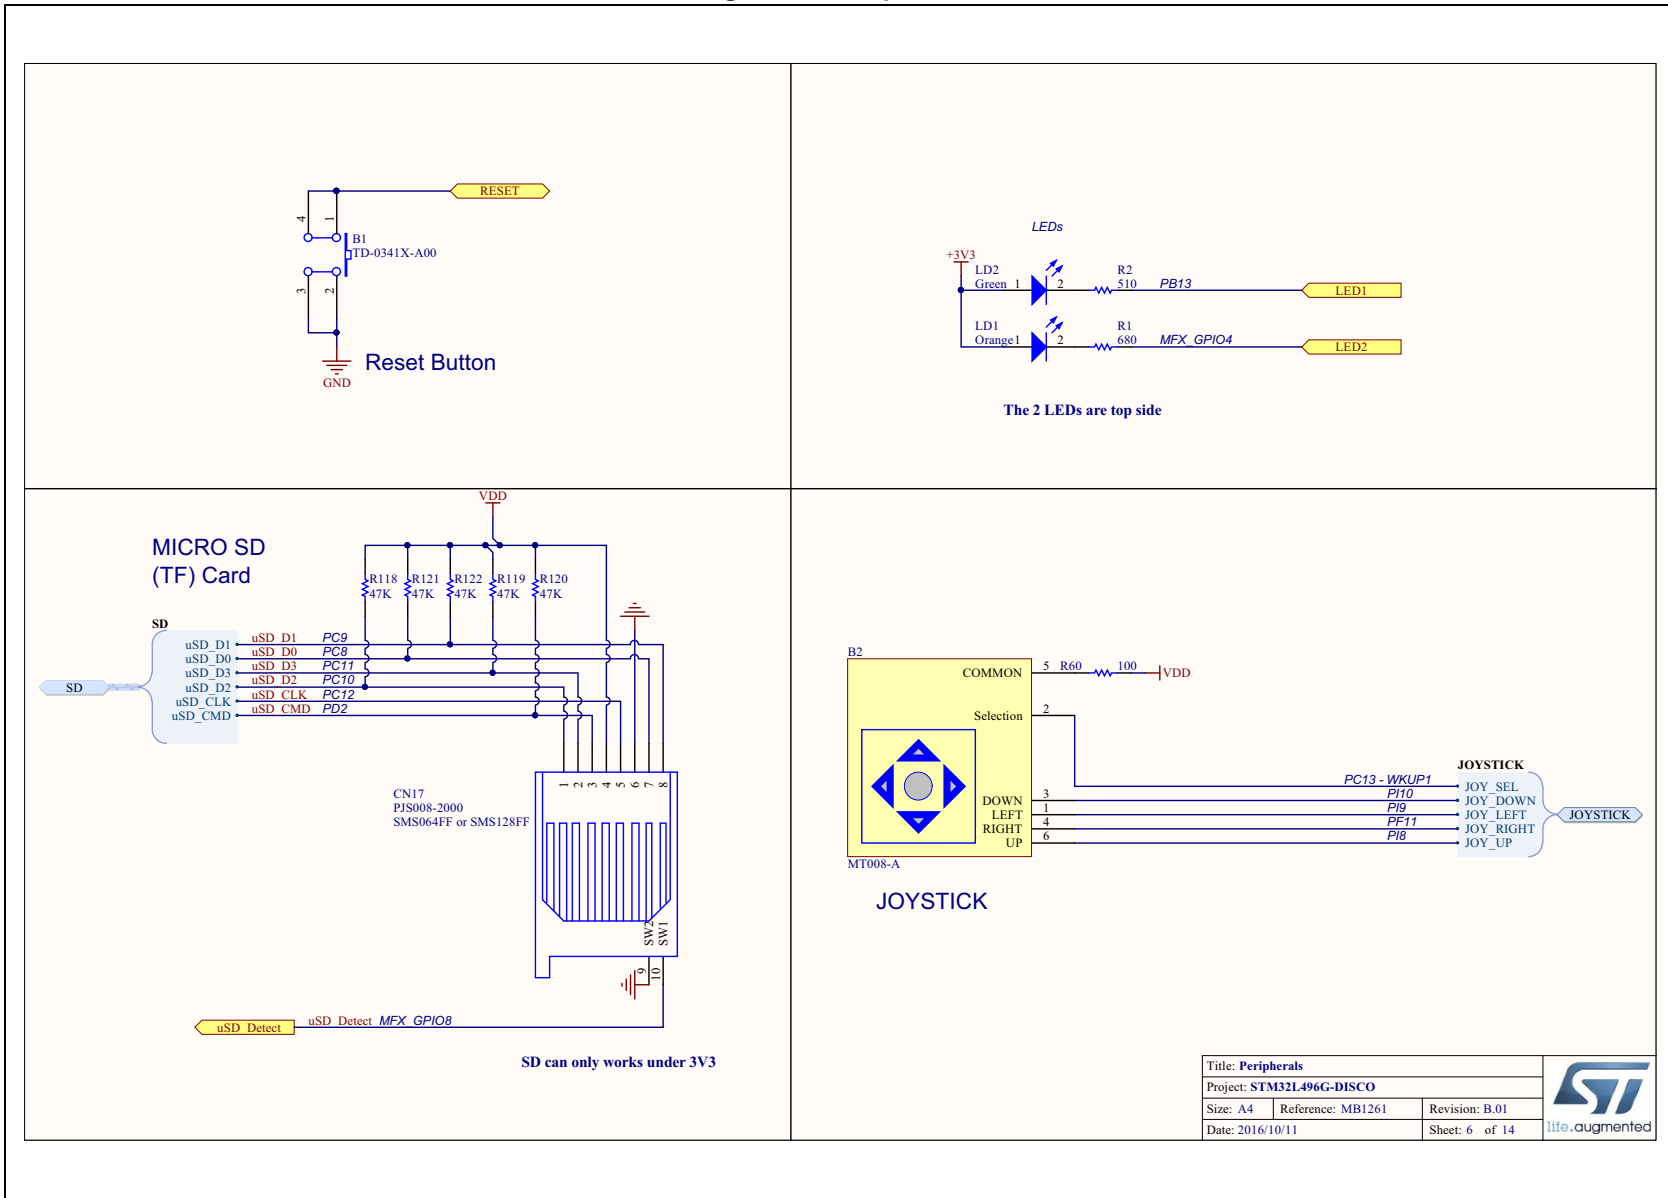 RESET
4
1
B1
TD-0341X-A00
3
2
GND
Reset Button
LEDs
+3V3
LD2
Green 1
2
R2
510
PB13
LED1
LD1
Orange 1
2
R1
680
MFX_GPIO4
LED2
The 2 LEDs are top side
VDD
MICRO SD
(TF) Card
R118
47K
R121
47K
R122
47K
R119
47K
R120
47K
SD
SD
uSD_D1 uSD_D1 PC9
uSD_D0 uSD_D0 PC8
uSD_D3 uSD_D3 PC11
uSD_D2 uSD_D2 PC10
uSD_CLK uSD_CLK PC12
uSD_CMD uSD_CMD PD2
1 2 3 4 5 6 7 8
CN17
PJS008-2000
SMS064FF or SMS128FF
SW2
SW1
9
10
uSD_Detect uSD_Detect MFX_GPIO8
SD can only works under 3V3
B2
COMMON 5 R60 100 VDD
Selection 2
DOWN 3
LEFT 1
RIGHT 4
UP 6
MT008-A
JOYSTICK
JOYSTICK
PC13 - WKUP1 JOY_SEL
PI10 JOY_DOWN
PI9 JOY_LEFT
PF11 JOY_RIGHT
PI8 JOY_UP
JOYSTICK
Title: Peripherals
Project: STM32L496G-DISCO
Size: A4 Reference: MB1261 Revision: B.01
Date: 2016/10/11 Sheet: 6 of 14
ST
life.augmented